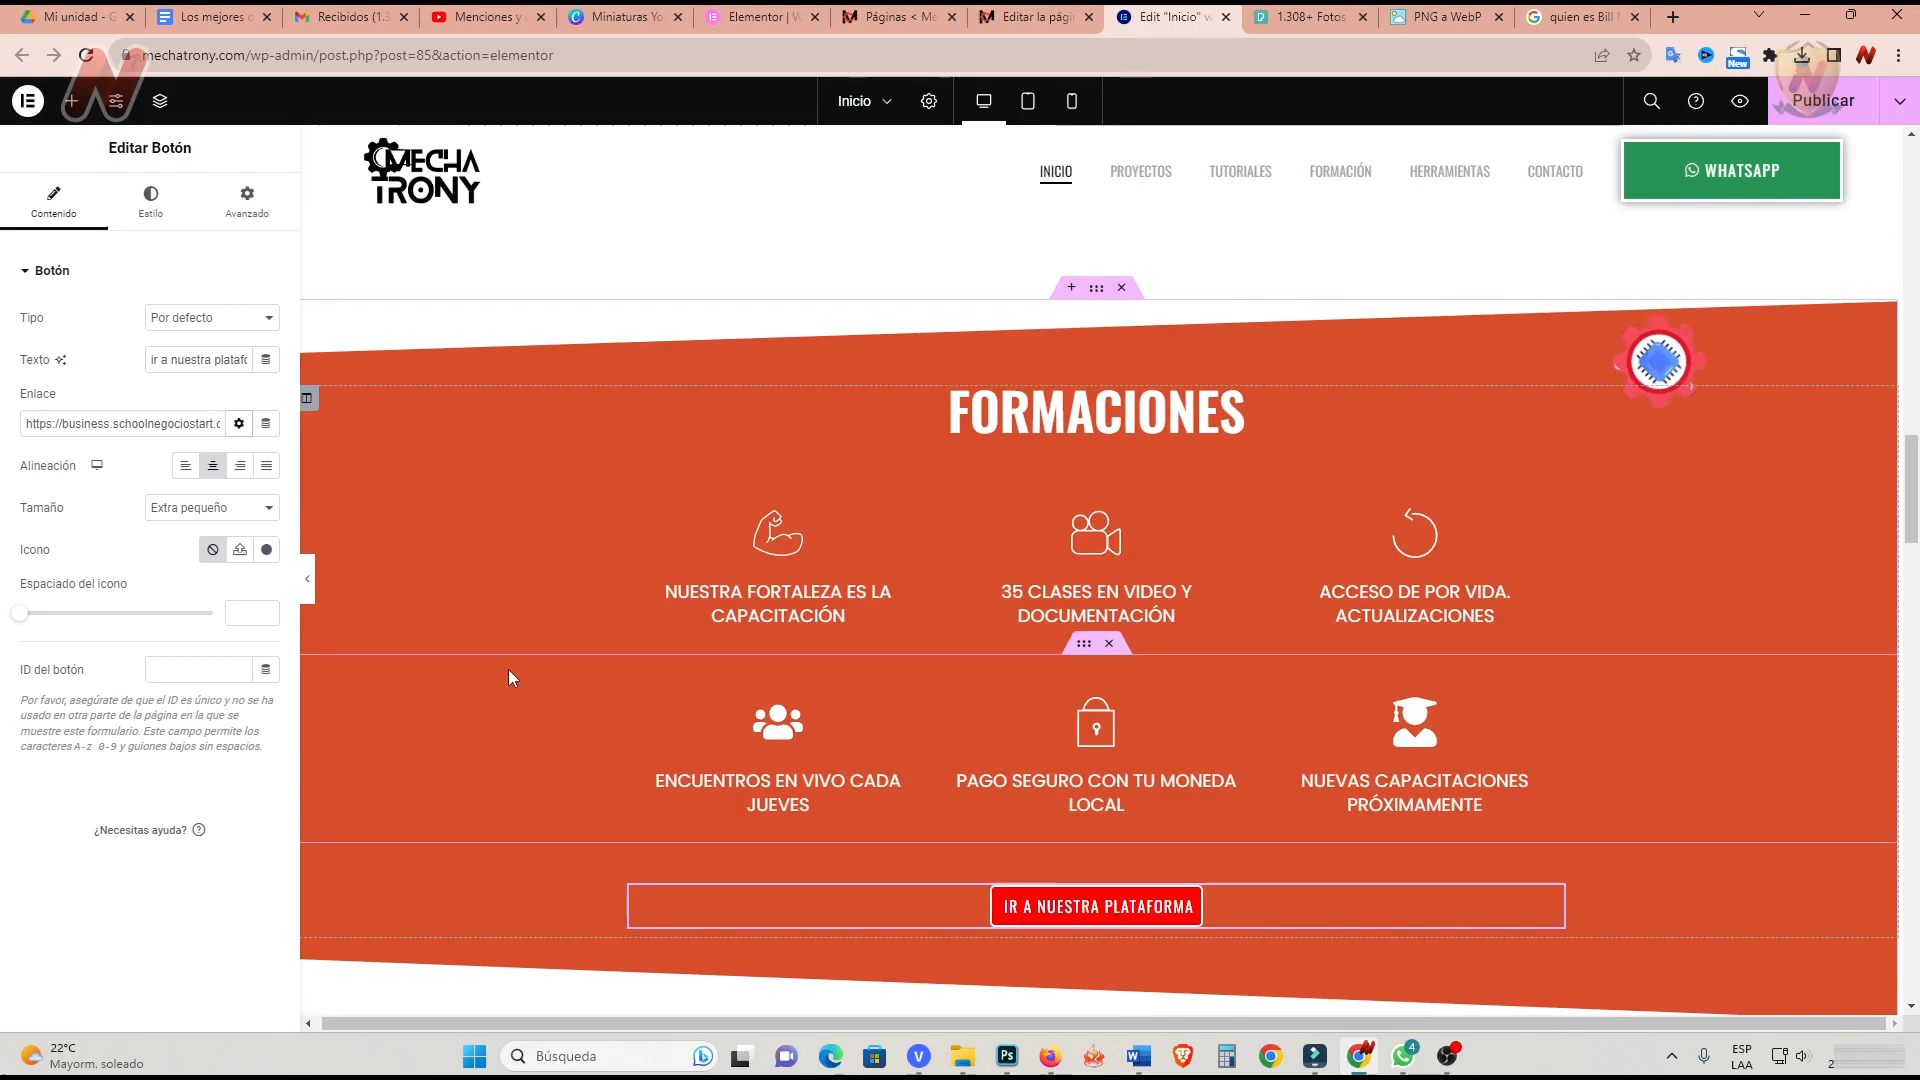 Mi unidad - G
Los mejores o
Recibidos (1.3
Menciones y
Miniaturas Yo
Elementor | W
Páginas < Me
Editar la pági
Edit "Inicio" w
1.308+ Fotos
PNG a WebP
quien es Bill
mechatrony.com/wp-admin/post.php?post=85&action=elementor
New
Inicio
Publicar
Editar Botón
Contenido
Estilo
Avanzado
Botón
Tipo
Por defecto
Texto
ir a nuestra platafo
Enlace
https://business.schoolnegociostart.c
Alineación
Tamaño
Extra pequeño
Icono
Espaciado del icono
ID del botón
Por favor, asegúrate de que el ID es único y no se ha
usado en otra parte de la página en la que se
muestre este formulario. Este campo permite los
caracteres A-z 0-9 y guiones bajos sin espacios.
¿Necesitas ayuda?
MECHA
TRONY
INICIO
PROYECTOS
TUTORIALES
FORMACIÓN
HERRAMIENTAS
CONTACTO
WHATSAPP
FORMACIONES
NUESTRA FORTALEZA ES LA
CAPACITACIÓN
35 CLASES EN VIDEO Y
DOCUMENTACIÓN
ACCESO DE POR VIDA.
ACTUALIZACIONES
ENCUENTROS EN VIVO CADA
JUEVES
PAGO SEGURO CON TU MONEDA
LOCAL
NUEVAS CAPACITACIONES
PRÓXIMAMENTE
IR A NUESTRA PLATAFORMA
22°C
Mayorm. soleado
Búsqueda
4
ESP
LAA
2